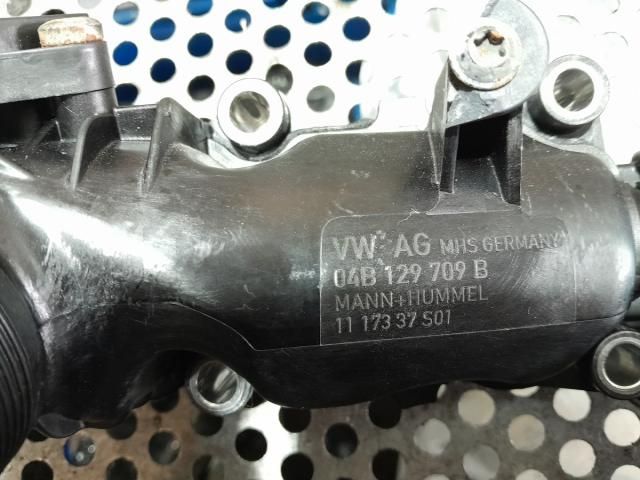 VW AG MHS GERMANY
04B 129 709 B
MANN+HUMMEL
11 173 37 S01